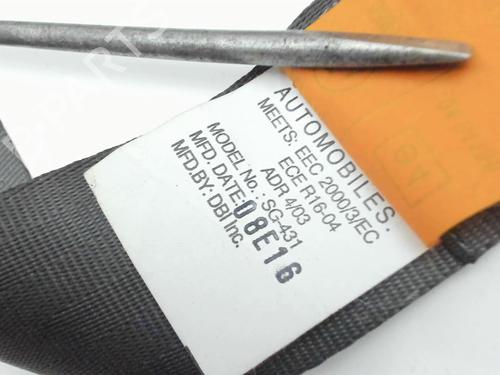 AUTOMOBILES.
MEETS: EEC 2000/3/EC
ECE R16-04
ADR 4/03
MODEL No.: SG-431
MFD. DATE: 08E16
MFD.BY: DBI Inc.